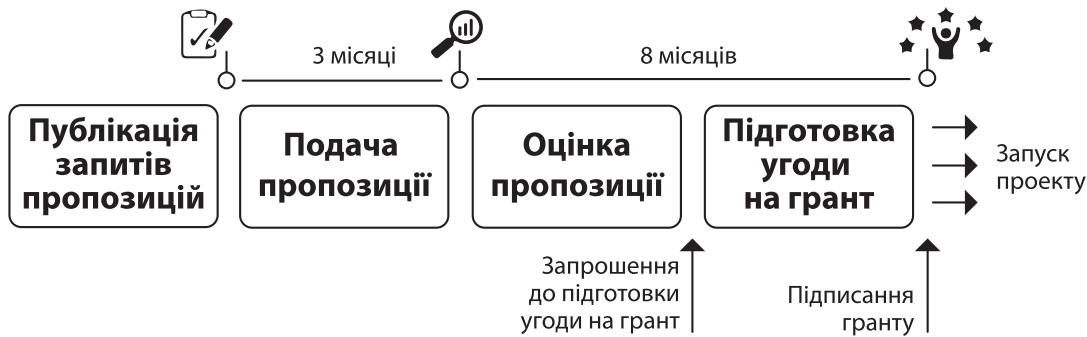 3 місяці
8 місяців
Публікація
запитів
пропозицій
Подача
пропозиції
Оцінка
пропозиції
Підготовка
угоди
на грант
Запуск
проекту
Запрошення
до підготовки
угоди на грант
Підписання
гранту